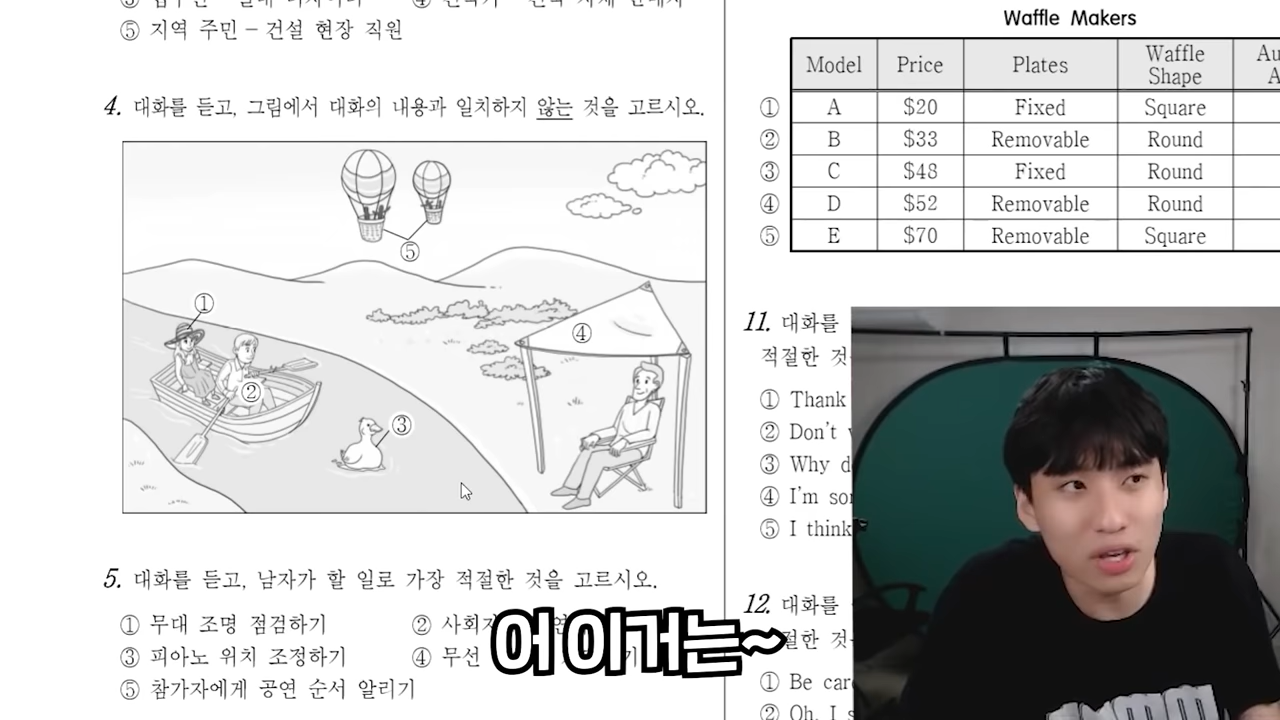 ⑤ 지역 주민 – 건설 현장 직원
4. 대화를 듣고, 그림에서 대화의 내용과 일치하지 않는 것을 고르시오.
①
②
③
④
⑤
5. 대화를 듣고, 남자가 할 일로 가장 적절한 것을 고르시오.
① 무대 조명 점검하기
② 사회자
③ 피아노 위치 조정하기
④ 무선
⑤ 참가자에게 공연 순서 알리기
Waffle Makers
Model Price Plates Waffle Shape
① A $20 Fixed Square
② B $33 Removable Round
③ C $48 Fixed Round
④ D $52 Removable Round
⑤ E $70 Removable Square
11. 대화를
적절한 것
① Thank
② Don't
③ Why
④ I'm
⑤ I think
12. 대화를
절한 것
① Be
② Oh, I
어 이거는~